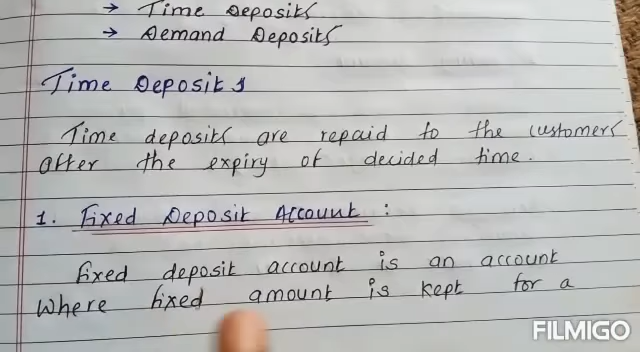 → Time Deposits
→ Demand Deposits
Time Deposits
Time deposits are repaid to the customers
after the expiry of decided time.
1. Fixed Deposit Account :
fixed deposit account is an account
Where fixed amount is kept for a
FILMIGO